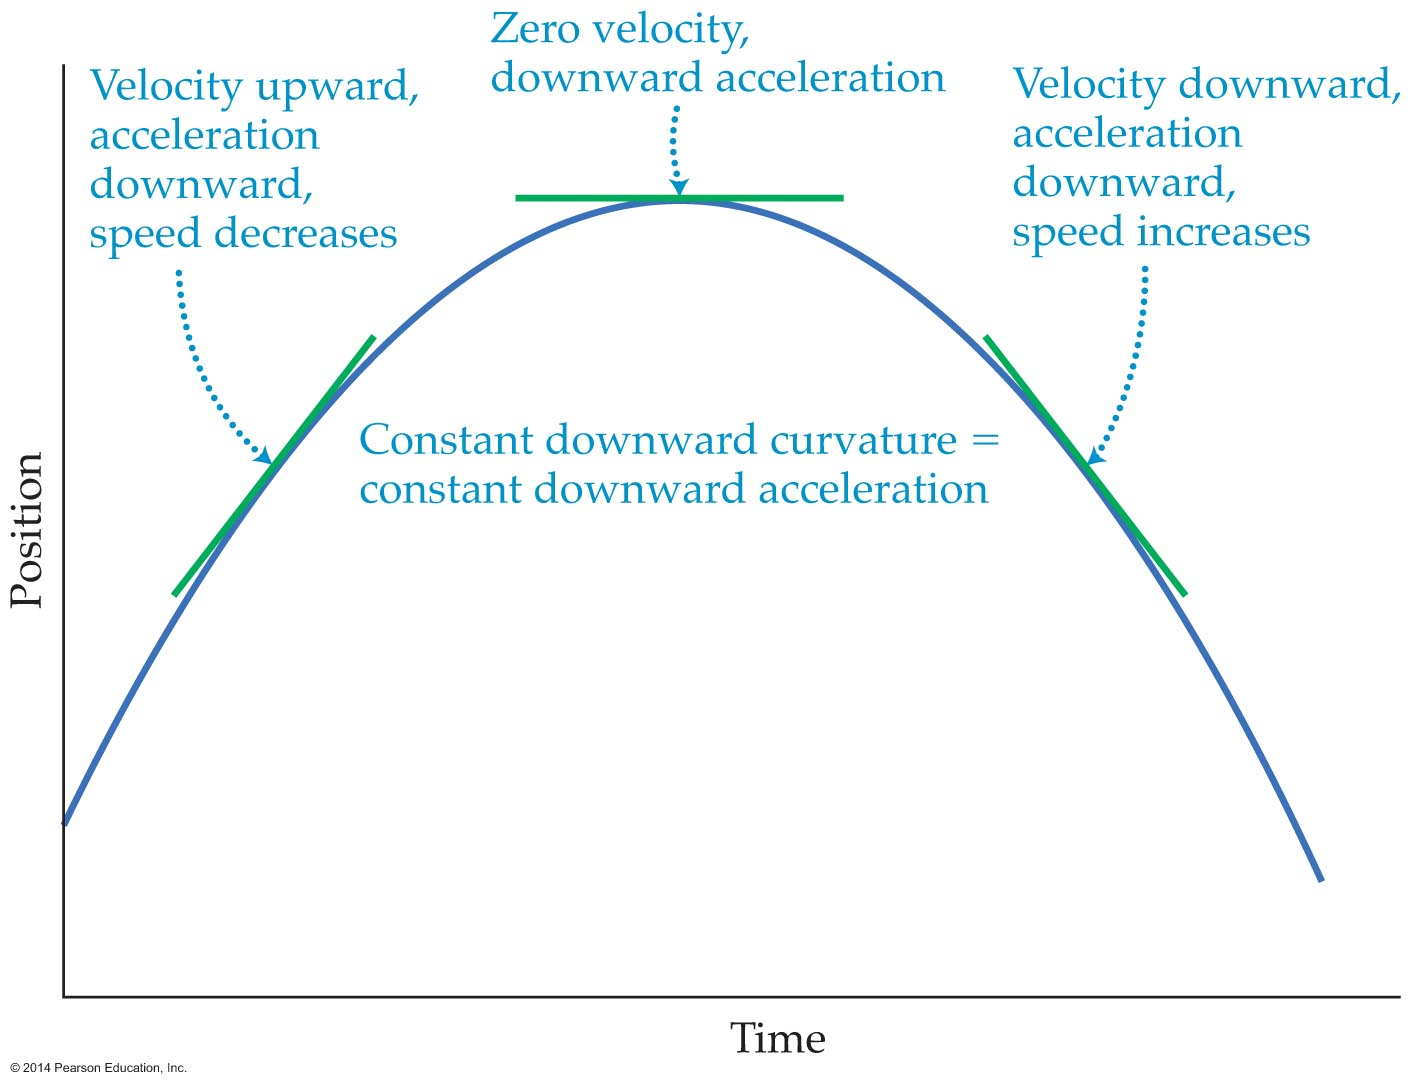 Zero velocity,
downward acceleration
Velocity upward,
acceleration
downward,
speed decreases
Velocity downward,
acceleration
downward,
speed increases
Constant downward curvature =
constant downward acceleration
Position
Time
© 2014 Pearson Education, Inc.